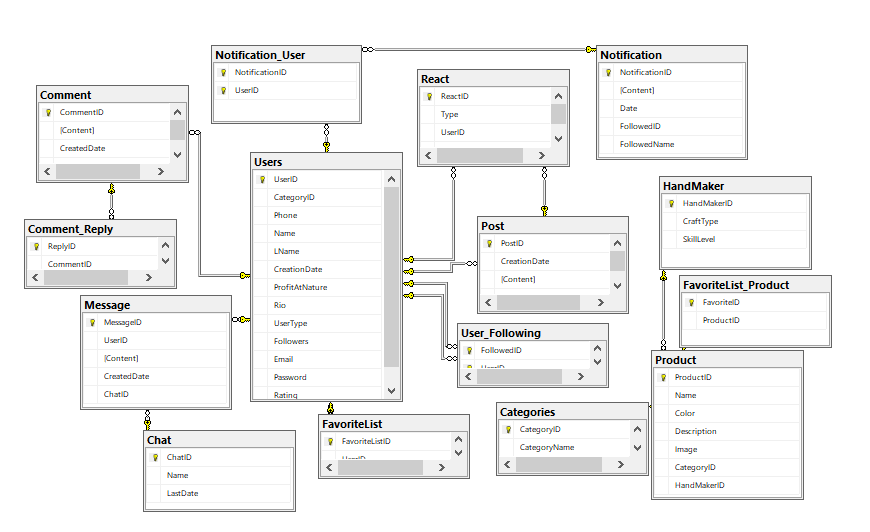 Notification_User
NotificationID
UserID
Notification
NotificationID
[Content]
Date
FollowedID
FollowedName
React
ReactID
Type
UserID
Comment
CommentID
[Content]
CreatedDate
Users
UserID
CategoryID
Phone
Name
LName
CreationDate
ProfitAtNature
Rio
UserType
Followers
Email
Password
Rating
HandMaker
HandMakerID
CraftType
SkillLevel
Comment_Reply
ReplyID
CommentID
Post
PostID
CreationDate
[Content]
FavoriteList_Product
FavoriteID
ProductID
Message
MessageID
UserID
[Content]
CreatedDate
ChatID
User_Following
FollowedID
UserID
Product
ProductID
Name
Color
Description
Image
CategoryID
HandMakerID
Categories
CategoryID
CategoryName
FavoriteList
FavoriteListID
UserID
Chat
ChatID
Name
LastDate